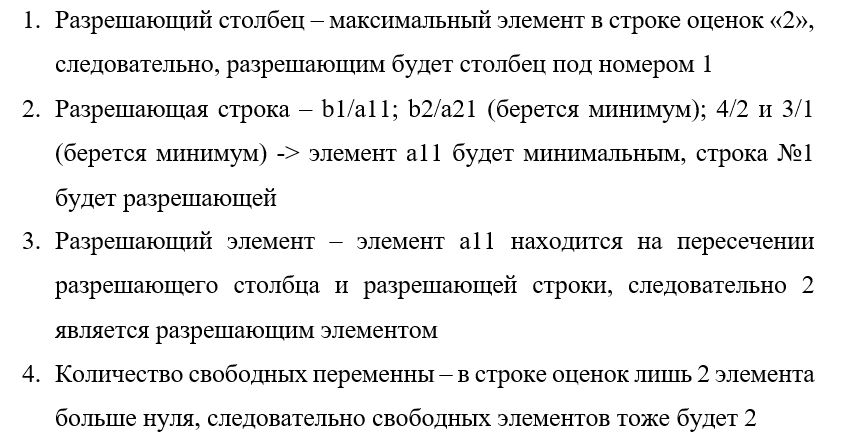 1. Разрешающий столбец – максимальный элемент в строке оценок «2»,
следовательно, разрешающим будет столбец под номером 1
2. Разрешающая строка – b1/a11; b2/a21 (берется минимум); 4/2 и 3/1
(берется минимум) -> элемент а11 будет минимальным, строка №1
будет разрешающей
3. Разрешающий элемент – элемент а11 находится на пересечении
разрешающего столбца и разрешающей строки, следовательно 2
является разрешающим элементом
4. Количество свободных переменны – в строке оценок лишь 2 элемента
больше нуля, следовательно свободных элементов тоже будет 2